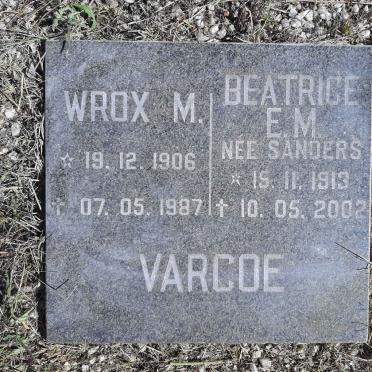 WROX M.
☆ 19. 12. 1906
✝ 07. 05. 1987
BEATRICE
E.M.
NEE SANDERS
☆ 15. 11. 1913
✝ 10. 05. 2002
VARCOE